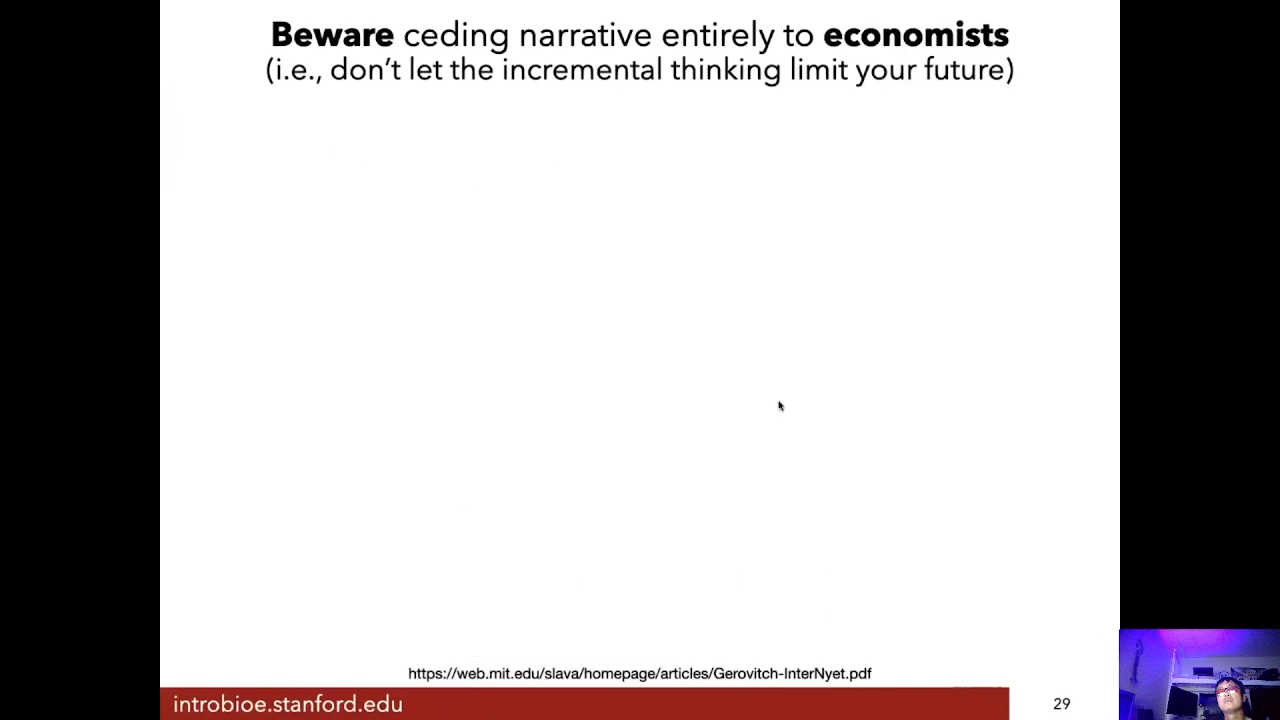 Beware ceding narrative entirely to economists
(i.e., don't let the incremental thinking limit your future)
https://web.mit.edu/slava/homepage/articles/Gerovitch-InterNyet.pdf
introbioe.stanford.edu
29